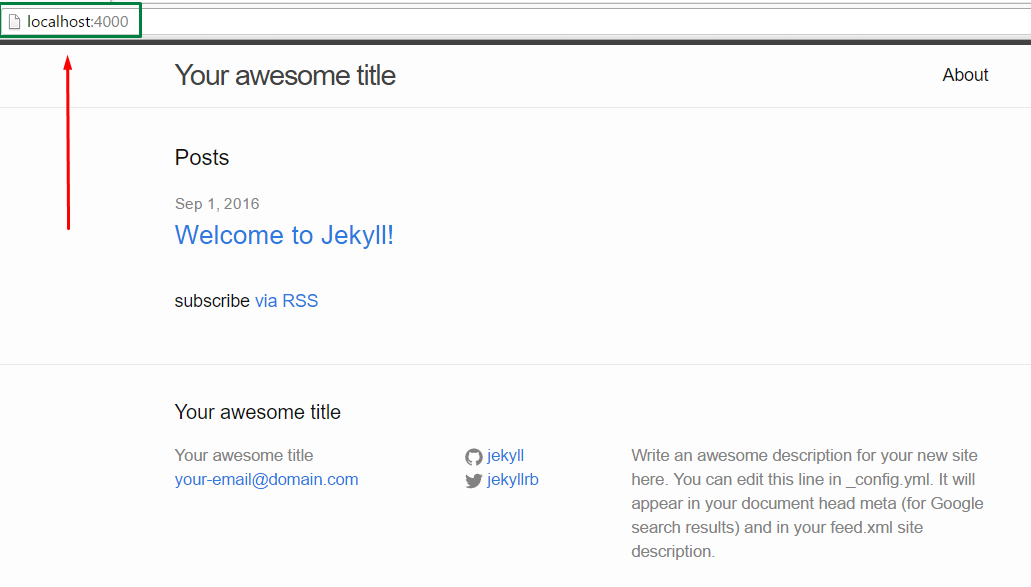 localhost:4000
Your awesome title
About
Posts
Sep 1, 2016
Welcome to Jekyll!
subscribe via RSS
Your awesome title
Your awesome title
your-email@domain.com
jekyll
jekyllrb
Write an awesome description for your new site
here. You can edit this line in _config.yml. It will
appear in your document head meta (for Google
search results) and in your feed.xml site
description.